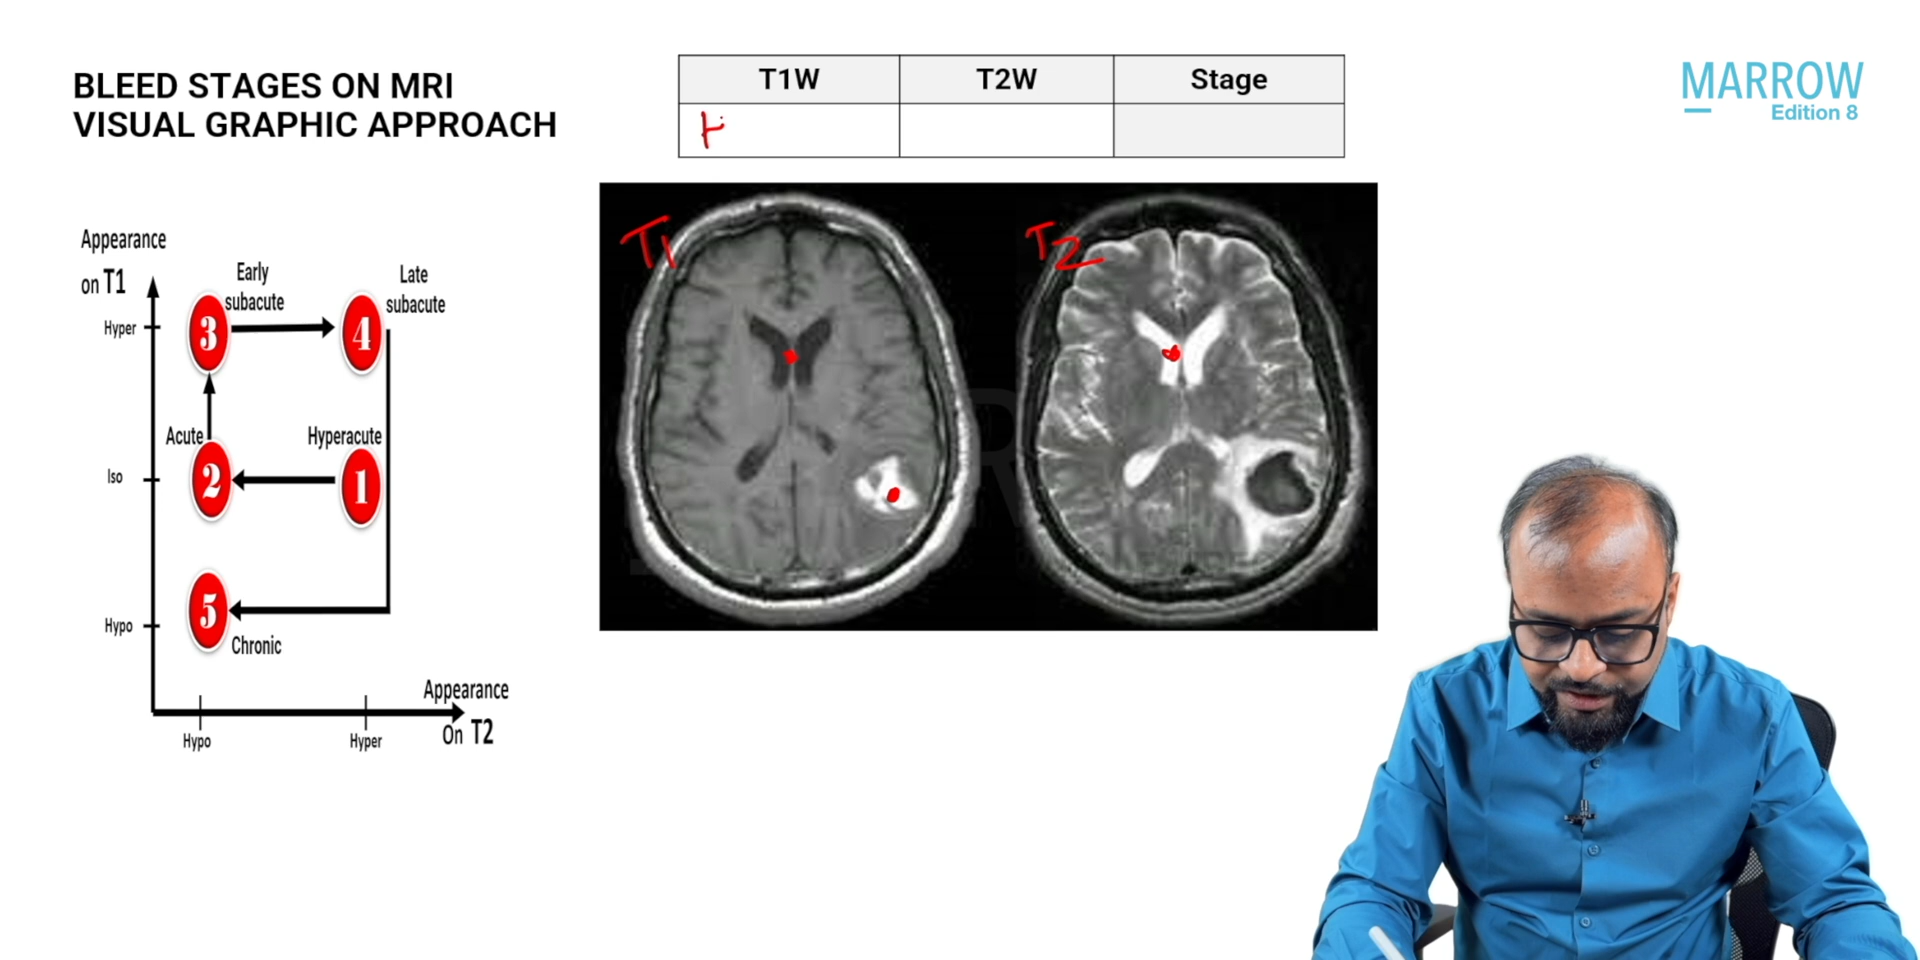 BLEED STAGES ON MRI
VISUAL GRAPHIC APPROACH
T1W T2W Stage
MARROW
Edition 8
T1 T2
Appearance
on T1
Early
subacute
Late
subacute
Hyper
3 4
Acute Hyperacute
Iso
2 1
Hypo
5
Chronic
Appearance
On T2
Hypo Hyper